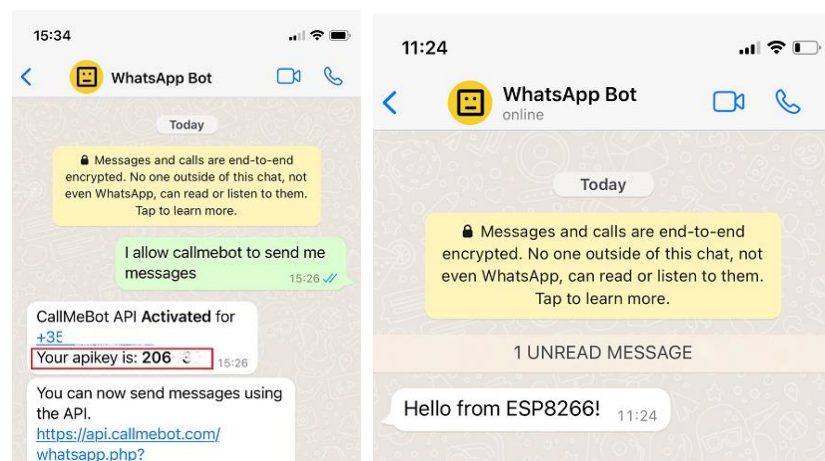 15:34
WhatsApp Bot
Today
Messages and calls are end-to-end
encrypted. No one outside of this chat, not
even WhatsApp, can read or listen to them.
Tap to learn more.
I allow callmebot to send me
messages
15:26
CallMeBot API Activated for
+35
Your apikey is: 206
15:26
You can now send messages using
the API.
https://api.callmebot.com/
whatsapp.php?
11:24
WhatsApp Bot
online
Today
Messages and calls are end-to-end
encrypted. No one outside of this chat, not
even WhatsApp, can read or listen to them.
Tap to learn more.
1 UNREAD MESSAGE
Hello from ESP8266!
11:24